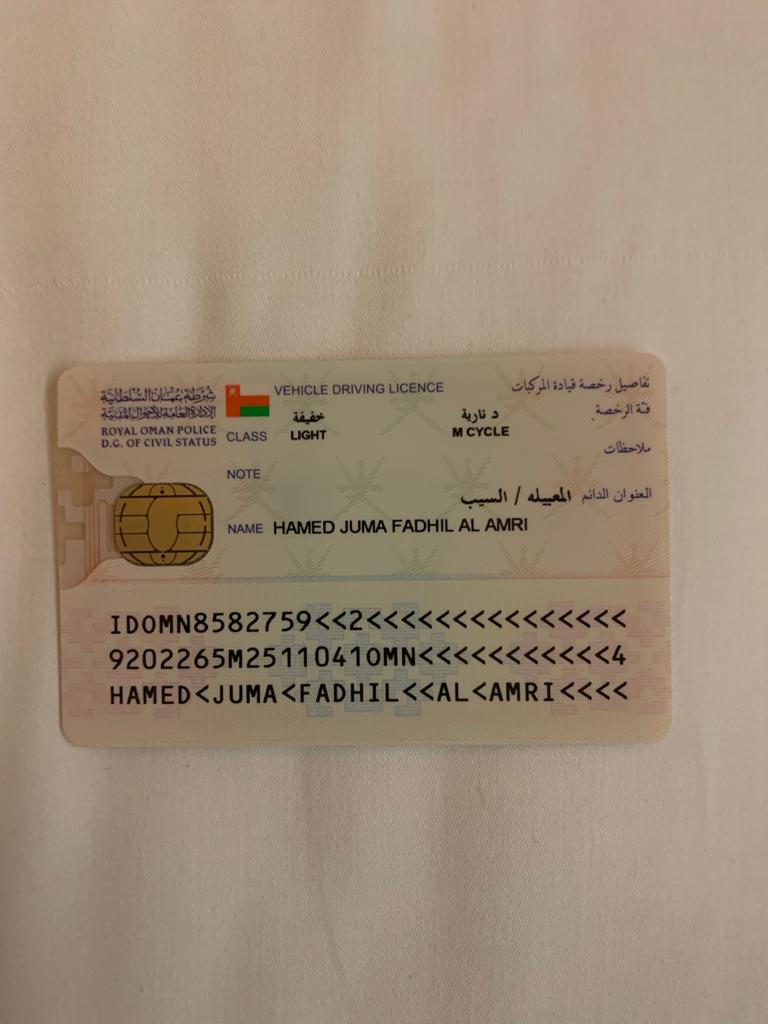 شرطة عمان السلطانية
الإدارة العامة للأحوال المدنية
ROYAL OMAN POLICE
D.G. OF CIVIL STATUS
VEHICLE DRIVING LICENCE تفاصيل رخصة قيادة المركبات
خفيفة د نارية فئة الرخصة
CLASS LIGHT M CYCLE
ملاحظات
NOTE
العنوان الدائم المعبيله / السيب
NAME HAMED JUMA FADHIL AL AMRI
IDOMN8582759<<2<<<<<<<<<<<<<<<
9202265M2511041OMN<<<<<<<<<<<4
HAMED<JUMA<FADHIL<<AL<AMRI<<<<